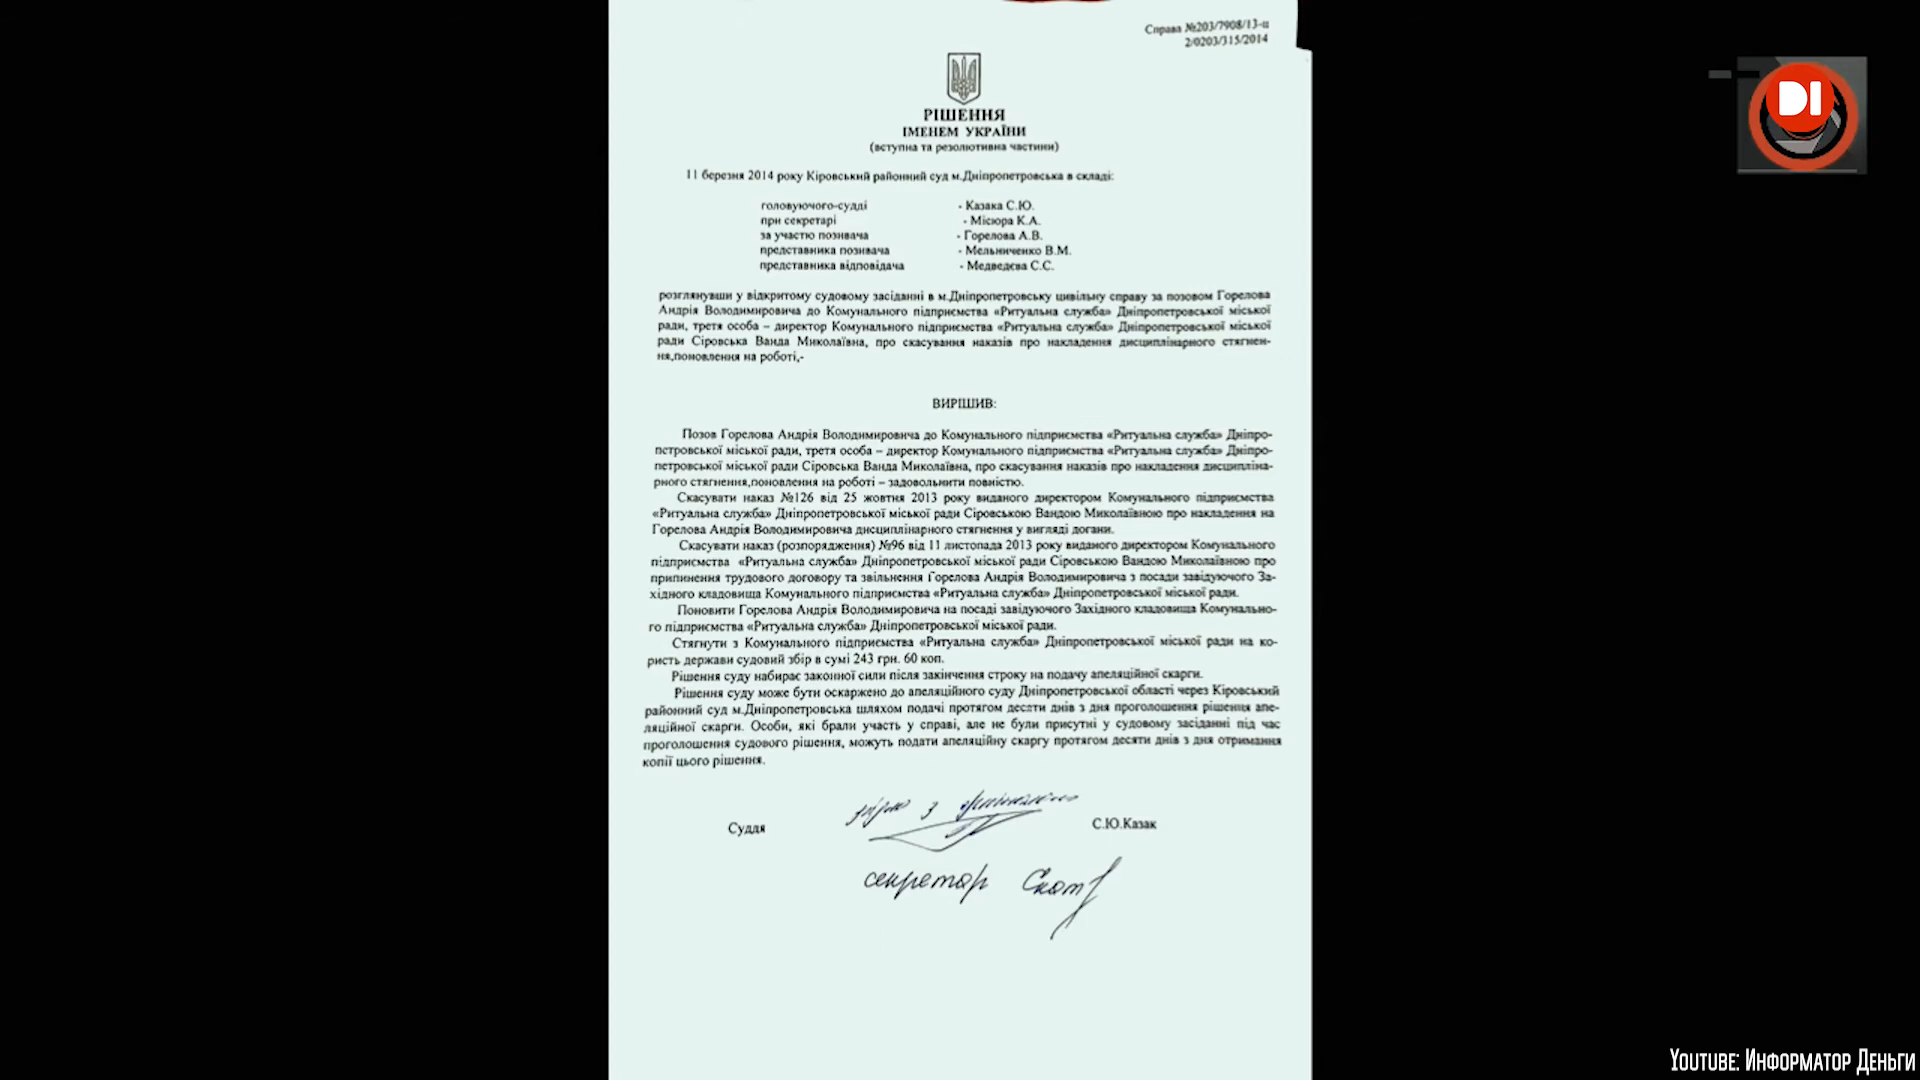 Справа №203/7908/13-ц
2/0203/315/2014
DI
РІШЕННЯ
ІМЕНЕМ УКРАЇНИ
(вступна та резолютивна частини)
11 березня 2014 року Кіровський районний суд м.Дніпропетровська в складі:
головуючого-судді - Казака С.Ю.
при секретарі - Місюра К.А.
за участю позивача - Горелова А.В.
представника позивача - Мельниченко В.М.
представника відповідача - Медведєва С.С.
розглянувши у відкритому судовому засіданні в м.Дніпропетровську цивільну справу за позовом Горелова
Андрія Володимировича до Комунального підприємства «Ритуальна служба» Дніпропетровської міської
ради, третя особа – директор Комунального підприємства «Ритуальна служба» Дніпропетровської міської
ради Сіровська Ванда Миколаївна, про скасування наказів про накладення дисциплінарного стягнен-
ня,поновлення на роботі,-
ВИРІШИВ:
Позов Горелова Андрія Володимировича до Комунального підприємства «Ритуальна служба» Дніпро-
петровської міської ради, третя особа – директор Комунального підприємства «Ритуальна служба» Дніпро-
петровської міської ради Сіровська Ванда Миколаївна, про скасування наказів про накладення дисципліна-
рного стягнення,поновлення на роботі – задовольнити повністю.
Скасувати наказ №126 від 25 жовтня 2013 року виданого директором Комунального підприємства
«Ритуальна служба» Дніпропетровської міської ради Сіровською Вандою Миколаївною про накладення на
Горелова Андрія Володимировича дисциплінарного стягнення у вигляді догани.
Скасувати наказ (розпорядження) №96 від 11 листопада 2013 року виданого директором Комунального
підприємства «Ритуальна служба» Дніпропетровської міської ради Сіровською Вандою Миколаївною про
припинення трудового договору та звільнення Горелова Андрія Володимировича з посади завідуючого За-
хідного кладовища Комунального підприємства «Ритуальна служба» Дніпропетровської міської ради.
Поновити Горелова Андрія Володимировича на посаді завідуючого Західного кладовища Комунально-
го підприємства «Ритуальна служба» Дніпропетровської міської ради.
Стягнути з Комунального підприємства «Ритуальна служба» Дніпропетровської міської ради на ко-
ристь держави судовий збір в сумі 243 грн. 60 коп.
Рішення суду набирає законної сили після закінчення строку на подачу апеляційної скарги.
Рішення суду може бути оскаржено до апеляційного суду Дніпропетровської області через Кіровський
районний суд м.Дніпропетровська шляхом подачі протягом десяти днів з дня проголошення рішення апе-
ляційної скарги. Особи, які брали участь у справі, але не були присутні у судовому засіданні під час
проголошення судового рішення, можуть подати апеляційну скаргу протягом десяти днів з дня отримання
копії цього рішення.
Суддя С.Ю.Казак
секретар
YOUTUBE: ИНФОРМАТОР ДЕНЬГИ